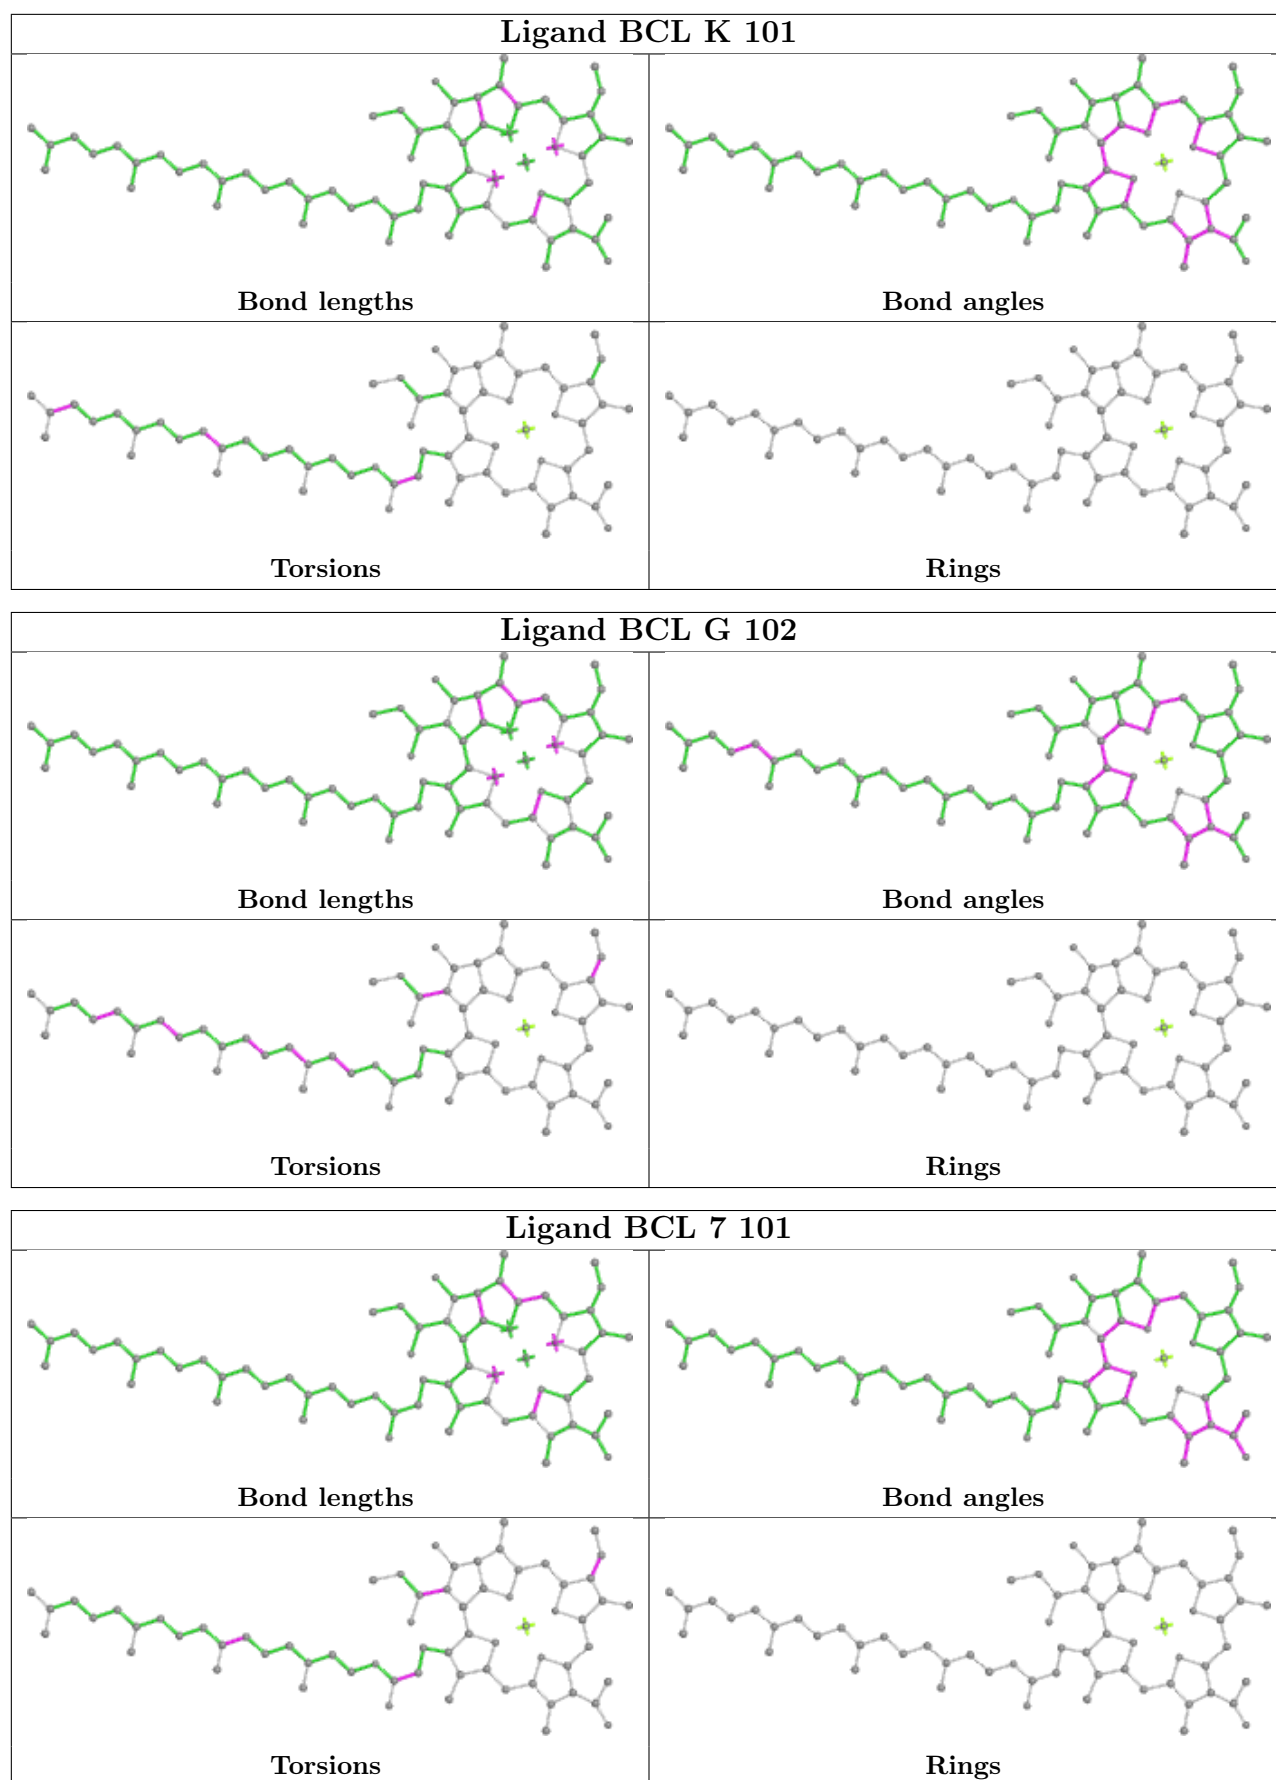 Ligand BCL K 101
Bond lengths
Bond angles
Torsions
Rings
Ligand BCL G 102
Bond lengths
Bond angles
Torsions
Rings
Ligand BCL 7 101
Bond lengths
Bond angles
Torsions
Rings